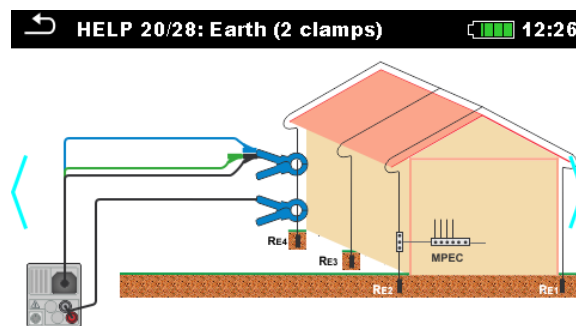 HELP 20/28: Earth (2 clamps) 12:26
RE4
RE3
MPEC
RE2
RE1